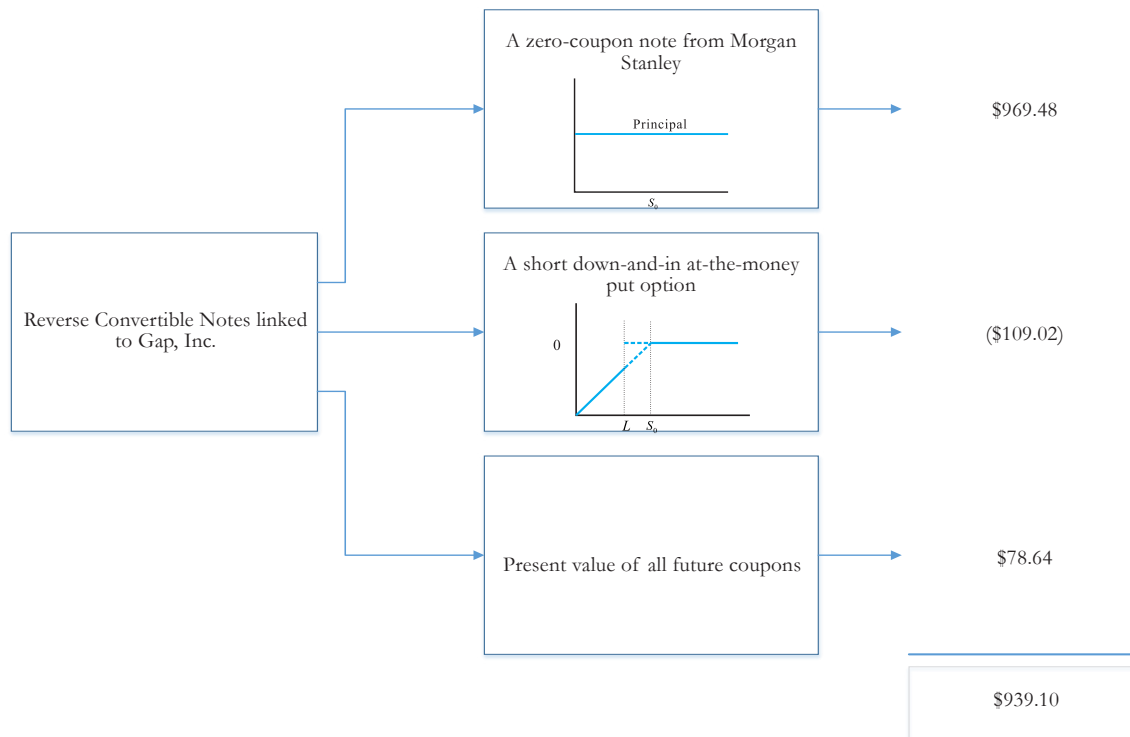 A zero-coupon note from Morgan
Stanley
Principal
S₀
$969.48
Reverse Convertible Notes linked
to Gap, Inc.
A short down-and-in at-the-money
put option
0
L S₀
($109.02)
Present value of all future coupons
$78.64
$939.10